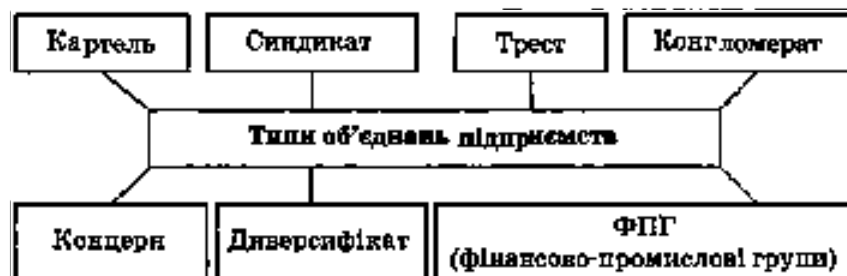 Картель
Синдикат
Трест
Конгломерат
Типи об'єднань підприємств
Концерн
Диверсифікат
ФПГ
(фінансово-промислові групи)